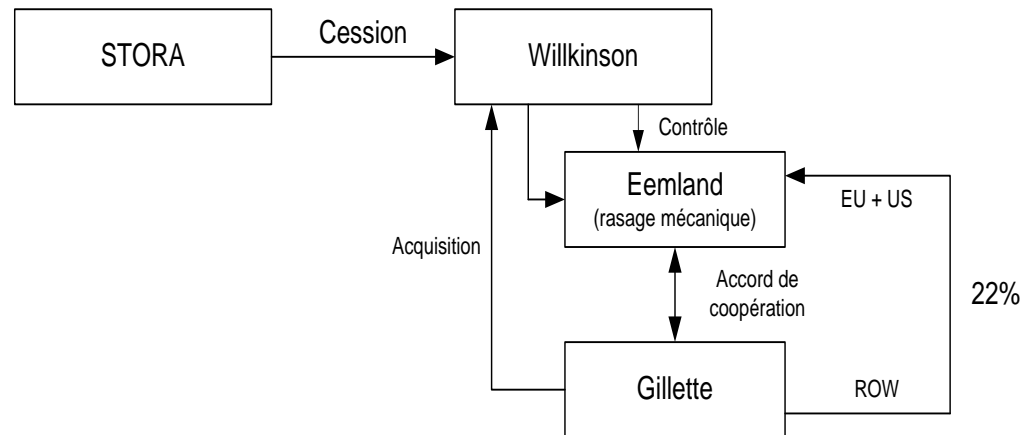 Cession
STORA
Willkinson
Contrôle
Eemland
(rasage mécanique)
EU + US
Acquisition
Accord de
coopération
22%
Gillette
ROW